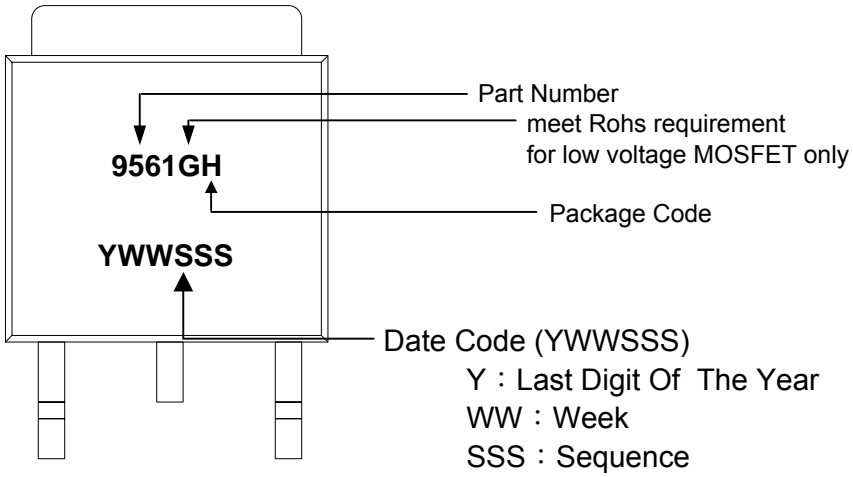 Part Number
meet Rohs requirement
for low voltage MOSFET only
9561GH
Package Code
YWWSSS
Date Code (YWWSSS)
Y：Last Digit Of The Year
WW：Week
SSS：Sequence